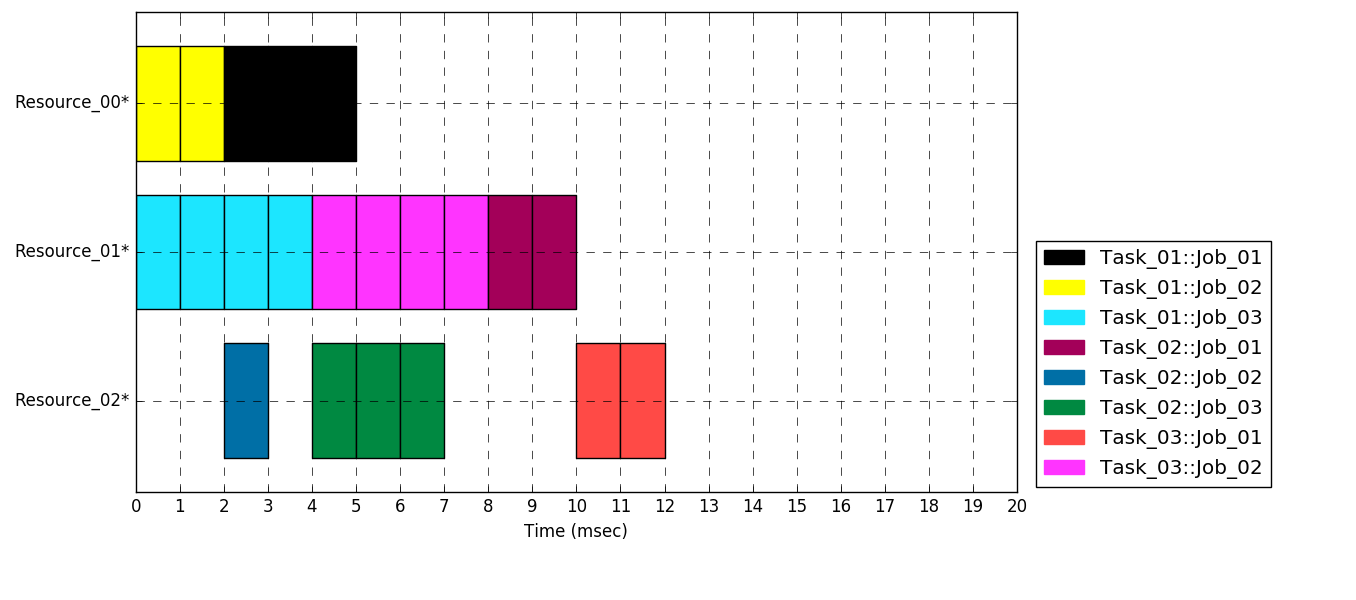 Resource_00*
Resource_01*
Resource_02*
0 1 2 3 4 5 6 7 8 9 10 11 12 13 14 15 16 17 18 19 20
Time (msec)
Task_01::Job_01
Task_01::Job_02
Task_01::Job_03
Task_02::Job_01
Task_02::Job_02
Task_02::Job_03
Task_03::Job_01
Task_03::Job_02